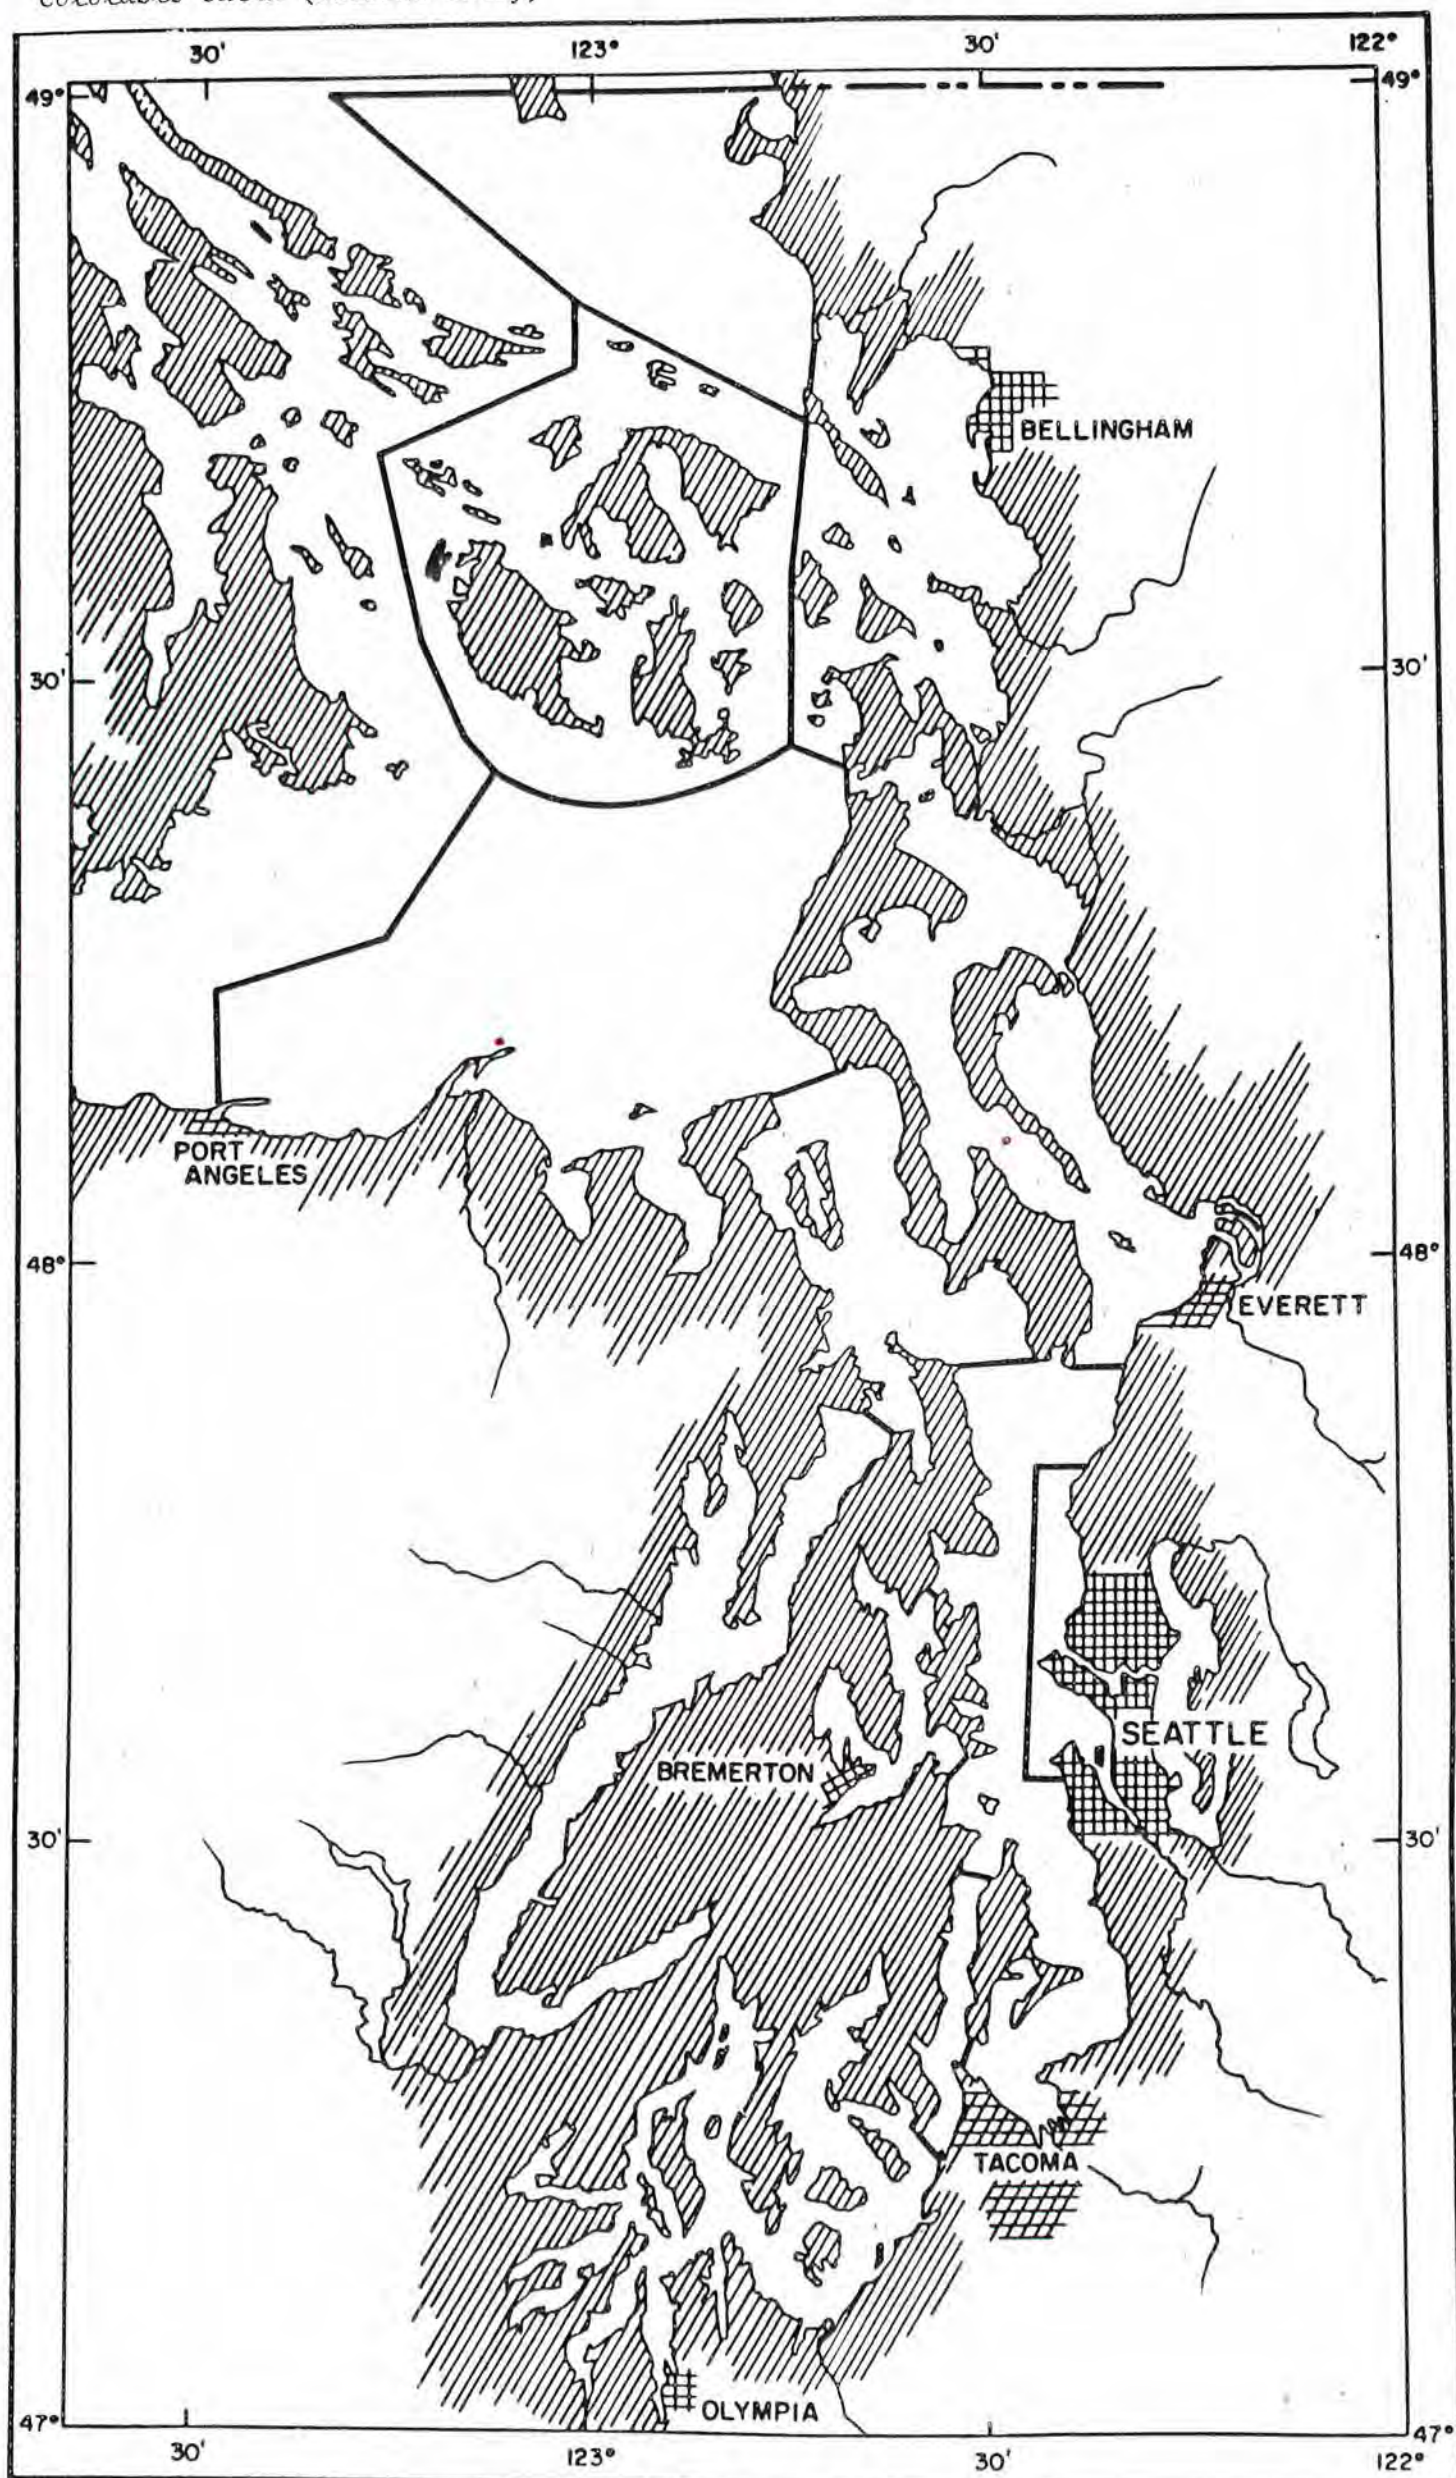 30' 123° 30' 122°
49° 49°
BELLINGHAM
30' 30'
PORT
ANGELES
48° 48°
EVERETT
SEATTLE
BREMERTON
30' 30'
TACOMA
OLYMPIA
47° 47°
30' 123° 30' 122°